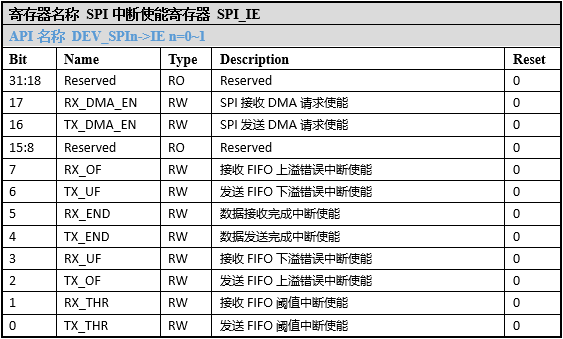 寄存器名称 SPI 中断使能寄存器 SPI_IE
API 名称 DEV_SPIn->IE n=0~1
Bit Name Type Description Reset
31:18 Reserved RO Reserved 0
17 RX_DMA_EN RW SPI 接收 DMA 请求使能 0
16 TX_DMA_EN RW SPI 发送 DMA 请求使能 0
15:8 Reserved RO Reserved 0
7 RX_OF RW 接收 FIFO 上溢错误中断使能 0
6 TX_UF RW 发送 FIFO 下溢错误中断使能 0
5 RX_END RW 数据接收完成中断使能 0
4 TX_END RW 数据发送完成中断使能 0
3 RX_UF RW 接收 FIFO 下溢错误中断使能 0
2 TX_OF RW 发送 FIFO 上溢错误中断使能 0
1 RX_THR RW 接收 FIFO 阈值中断使能 0
0 TX_THR RW 发送 FIFO 阈值中断使能 0